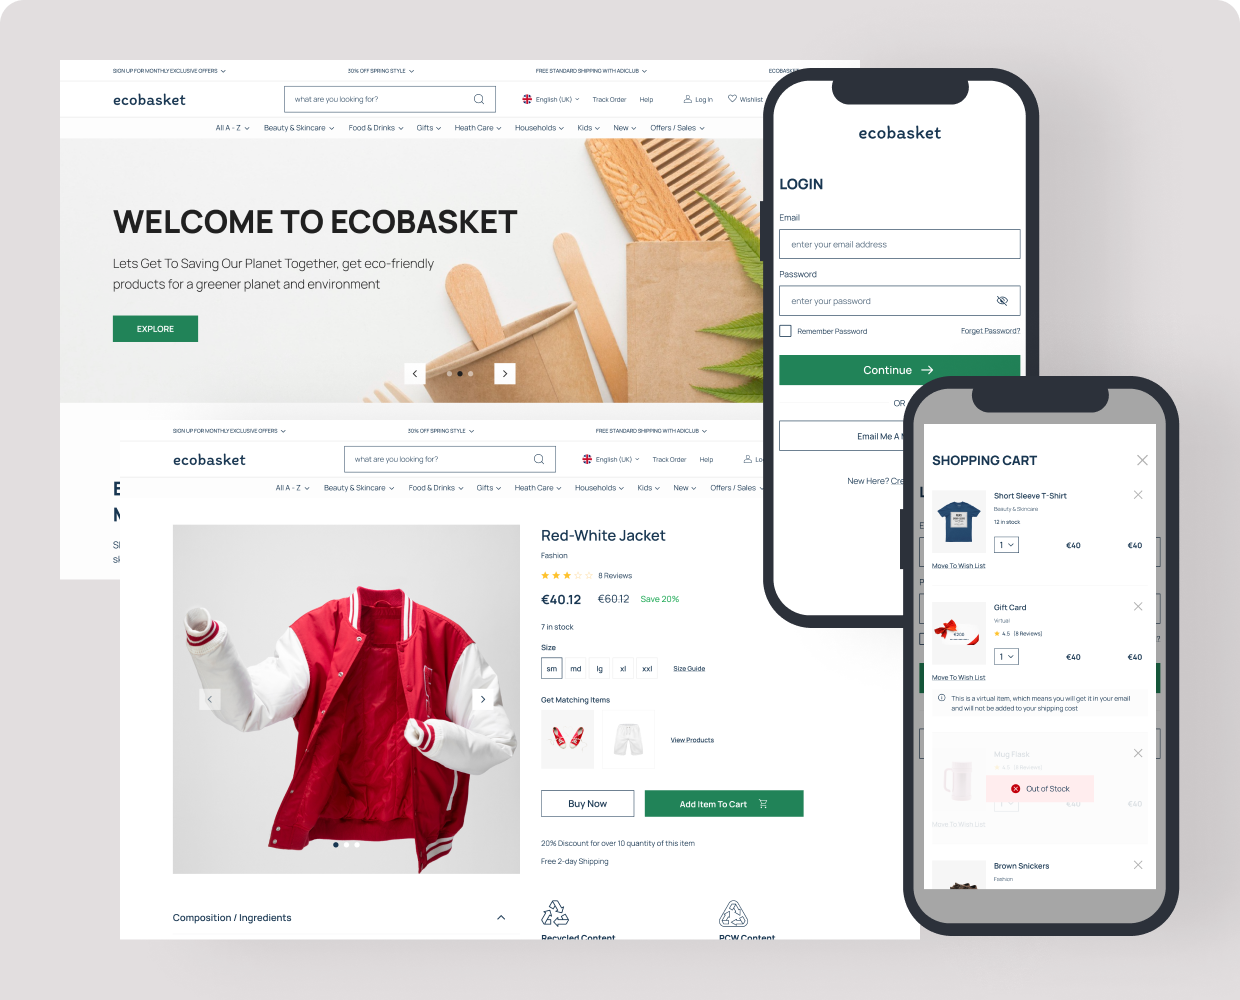 SIGN UP FOR MONTHLY EXCLUSIVE OFFERS
30% OFF SPRING STYLE
FREE STANDARD SHIPPING WITH ADICLUB
ECOBASKET
ecobasket
what are you looking for?
English (UK)
Track Order
Help
Log In
Wishlist
All A - Z
Beauty & Skincare
Food & Drinks
Gifts
Heath Care
Households
Kids
New
Offers / Sales
WELCOME TO ECOBASKET
Lets Get To Saving Our Planet Together, get eco-friendly
products for a greener planet and environment
EXPLORE
SIGN UP FOR MONTHLY EXCLUSIVE OFFERS
30% OFF SPRING STYLE
FREE STANDARD SHIPPING WITH ADICLUB
ecobasket
what are you looking for?
English (UK)
Track Order
Help
All A - Z
Beauty & Skincare
Food & Drinks
Gifts
Heath Care
Households
Kids
New
Offers / Sales
Red-White Jacket
Fashion
8 Reviews
€40.12 €60.12 Save 20%
7 in stock
Size
sm md lg xl xxl Size Guide
Get Matching Items
View Products
Buy Now
Add Item To Cart
20% Discount for over 10 quantity of this item
Free 2-day Shipping
Composition / Ingredients
Recycled Content
PCW Content
ecobasket
LOGIN
Email
enter your email address
Password
enter your password
Remember Password
Forget Password?
Continue
OR
Email Me A
New Here?
SHOPPING CART
Short Sleeve T-Shirt
Beauty & Skincare
12 in stock
1 €40 €40
Move To Wish List
Gift Card
Virtual
4.5 (8 Reviews)
€200
1 €40 €40
Move To Wish List
This is a virtual item, which means you will get it in your email
and will not be added to your shipping cost
Mug Flask
4.5 (8 Reviews)
Out of Stock
€40 €40
Move To Wish List
Brown Snickers
Fashion